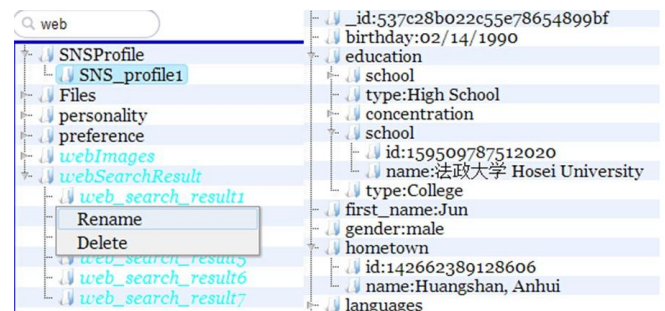 web
SNSProfile
SNS_profile1
Files
personality
preference
webImages
webSearchResult
web_search_result1
Rename
Delete
web_search_result5
web_search_result6
web_search_result7
_id:537c28b022c55e78654899bf
birthday:02/14/1990
education
school
type:High School
concentration
school
id:159509787512020
name:法政大学 Hosei University
type:College
first_name:Jun
gender:male
hometown
id:142662389128606
name:Huangshan, Anhui
languages